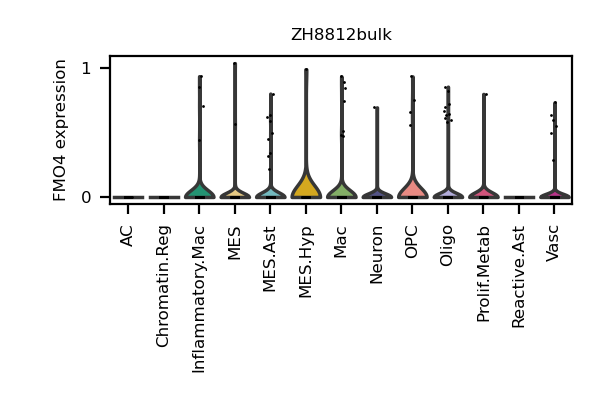 ZH8812bulk
FMO4 expression
1
0
AC
Chromatin.Reg
Inflammatory.Mac
MES
MES.Ast
MES.Hyp
Mac
Neuron
OPC
Oligo
Prolif.Metab
Reactive.Ast
Vasc